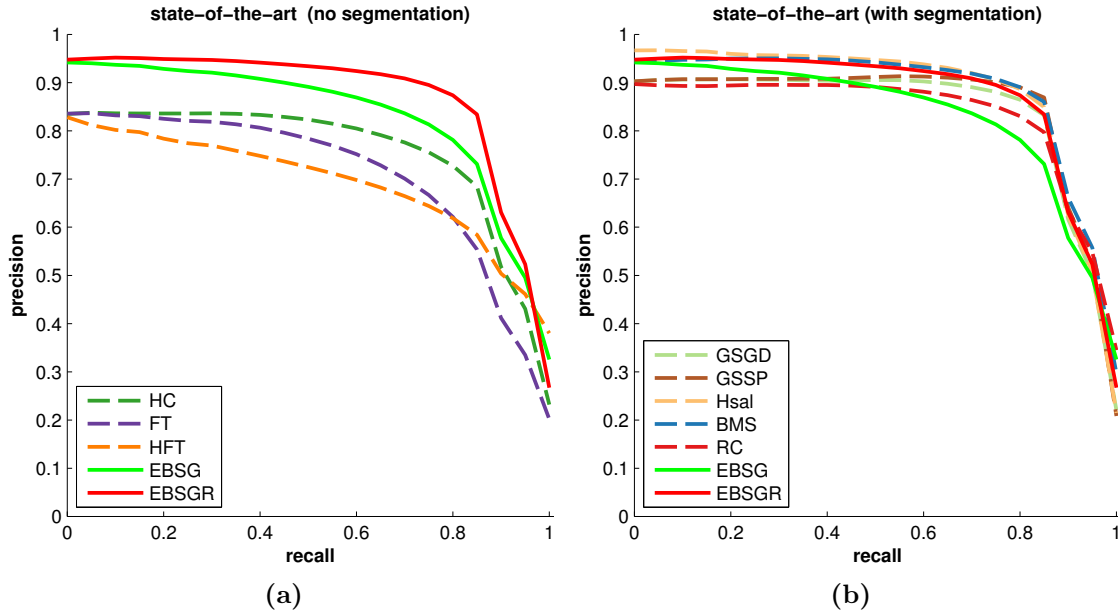 state-of-the-art (no segmentation)
1
0.9
0.8
0.7
0.6
0.5
0.4
0.3
0.2
0.1
0
precision
HC
FT
HFT
EBSG
EBSGR
0 0.2 0.4 0.6 0.8 1
recall
(a)
state-of-the-art (with segmentation)
1
0.9
0.8
0.7
0.6
0.5
0.4
0.3
0.2
0.1
0
precision
GSGD
GSSP
Hsal
BMS
RC
EBSG
EBSGR
0 0.2 0.4 0.6 0.8 1
recall
(b)